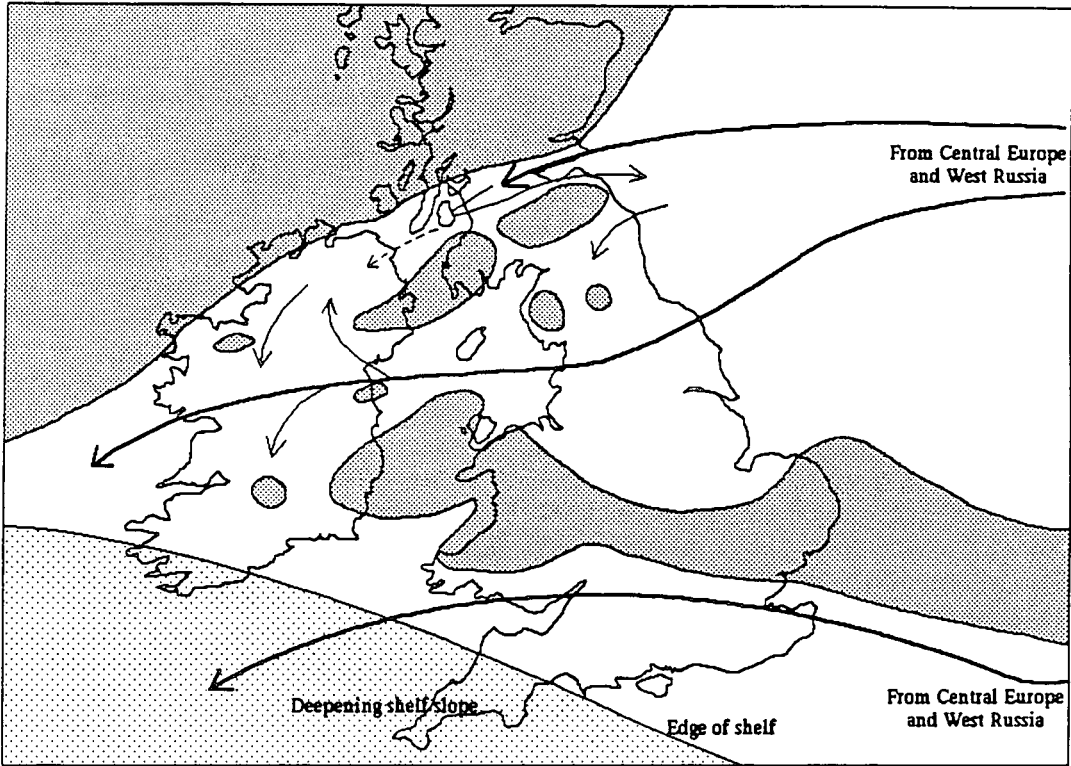 From Central Europe
and West Russia
Deepening shelf/slope
Edge of shelf
From Central Europe
and West Russia